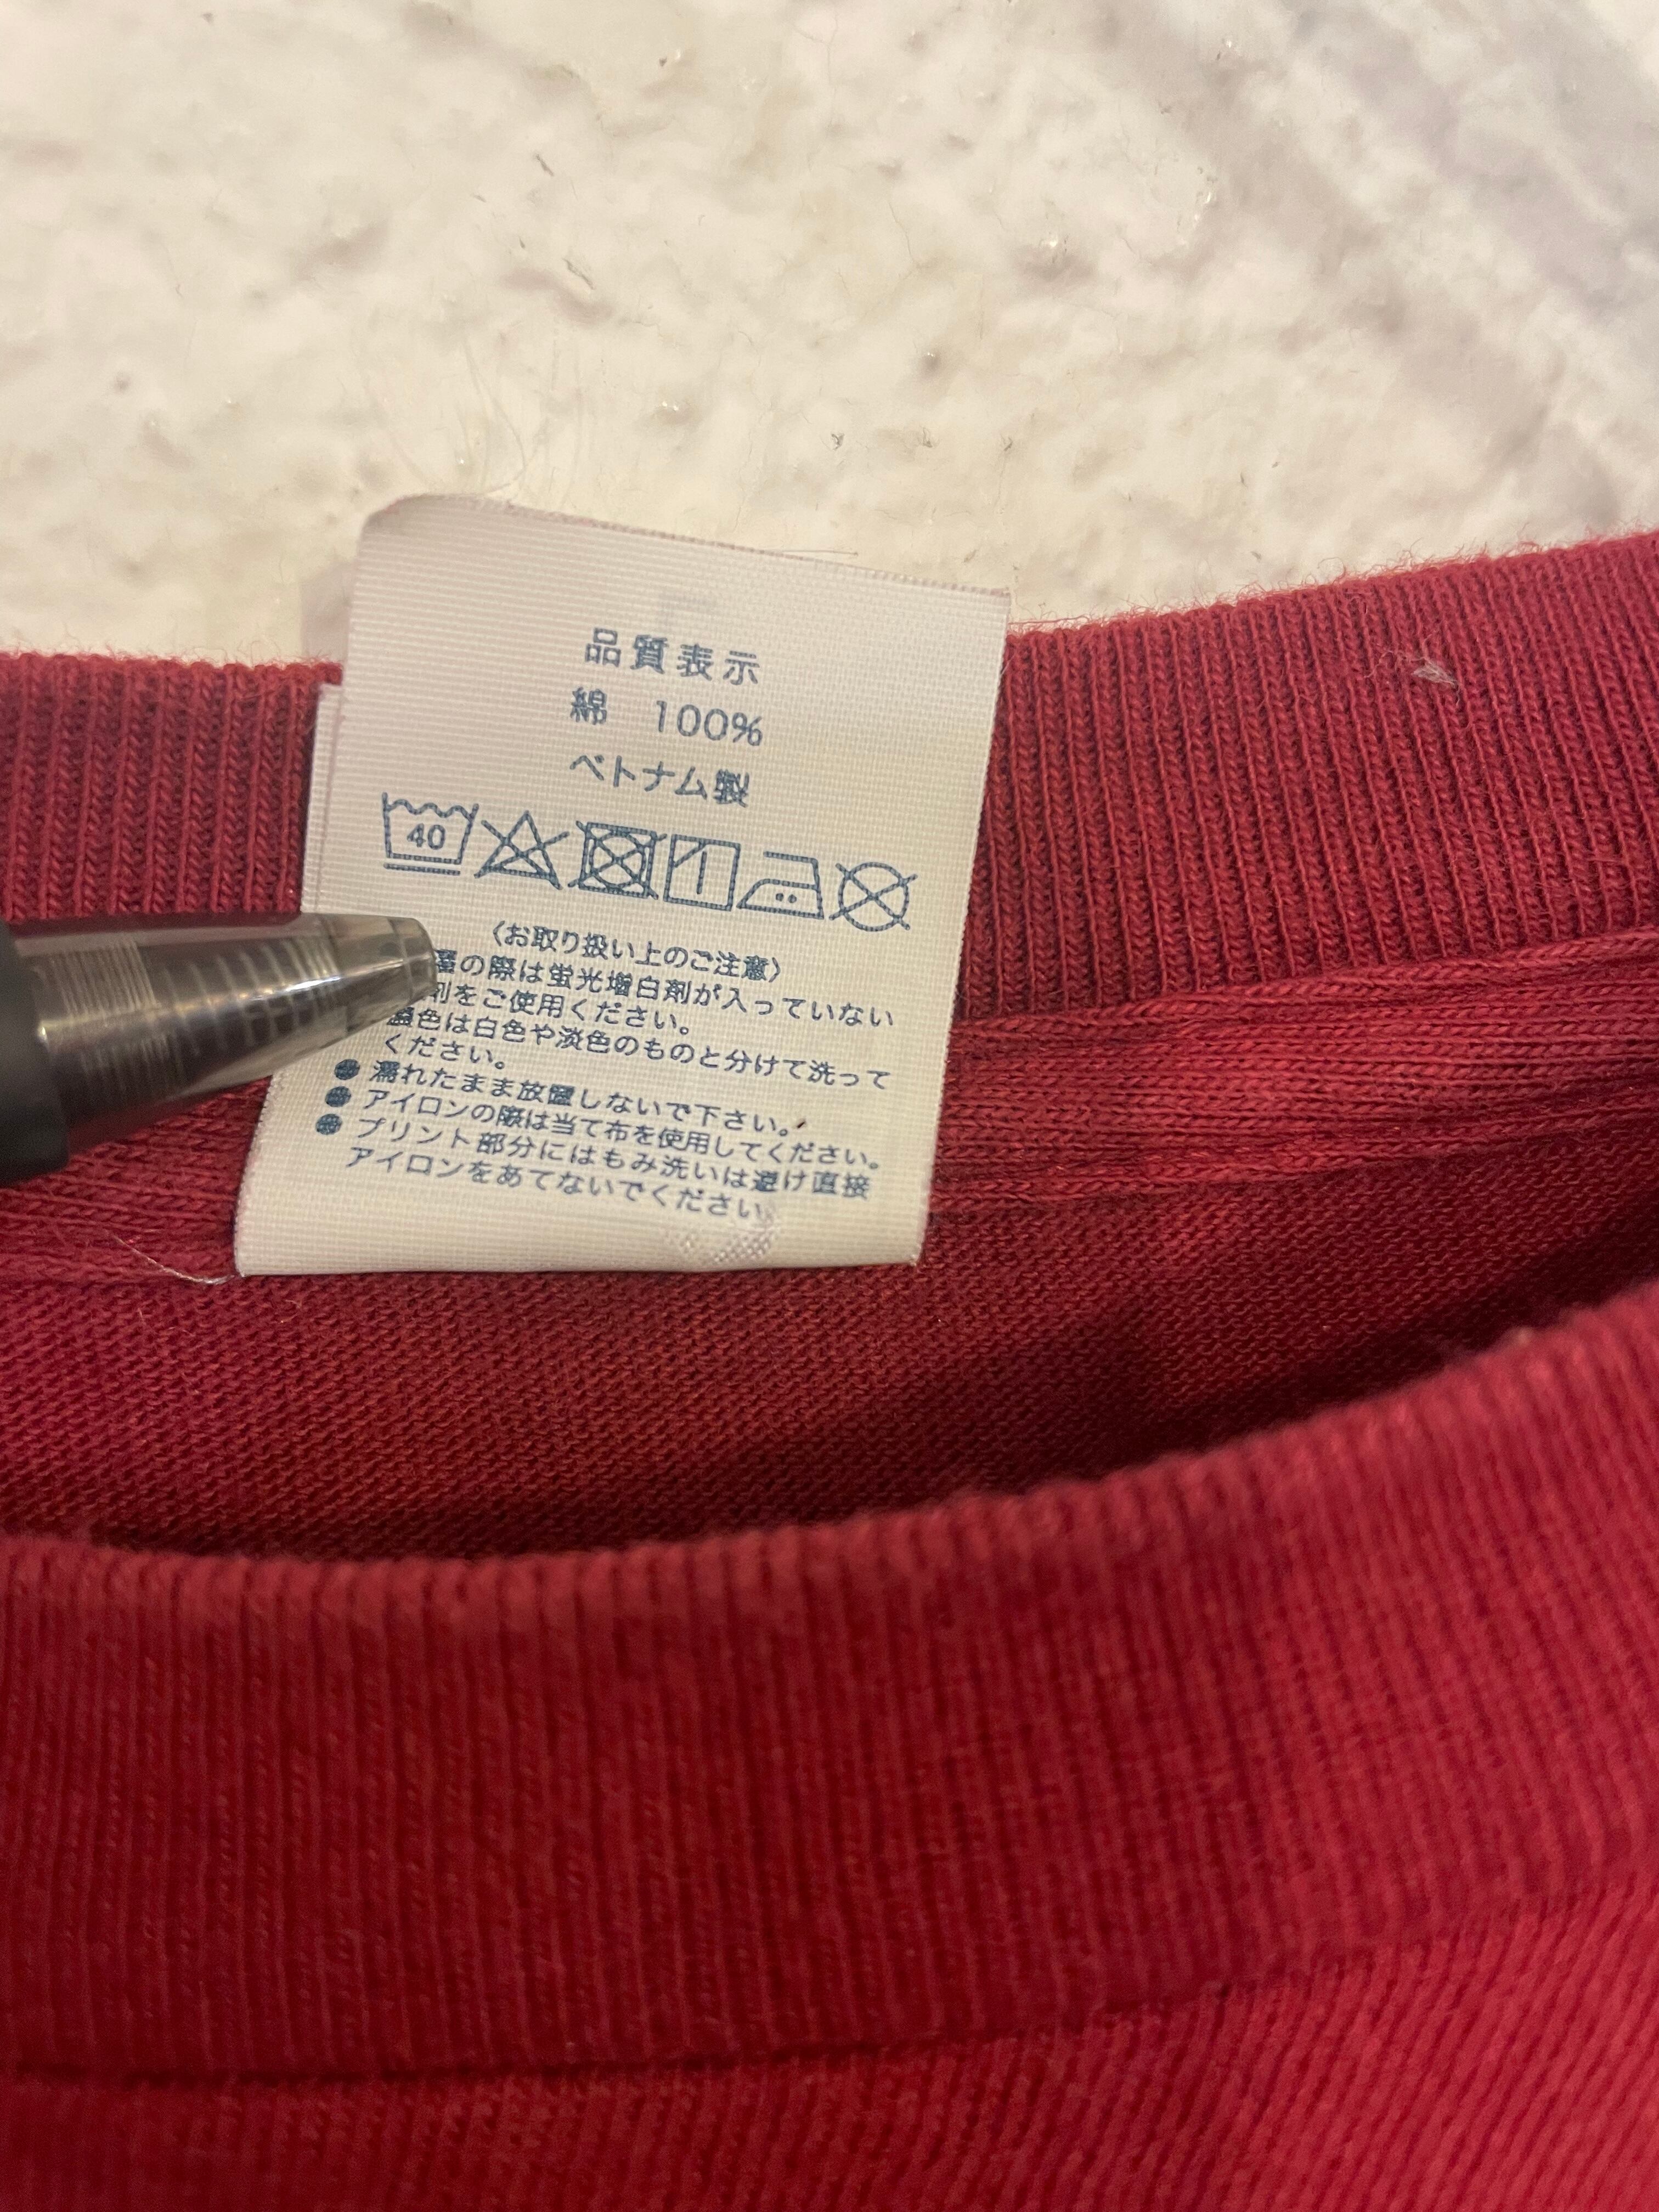 品質表示
綿 100%
ベトナム製
40
〈お取り扱い上のご注意〉
の際は蛍光増白剤が入っていない
剤をご使用ください。
色は白色や淡色のものと分けて洗って
ください。
● 濡れたまま放置しないで下さい。
● アイロンの際は当て布を使用してください。
● プリント部分にはもみ洗いは避け直接
アイロンをあてないでください。